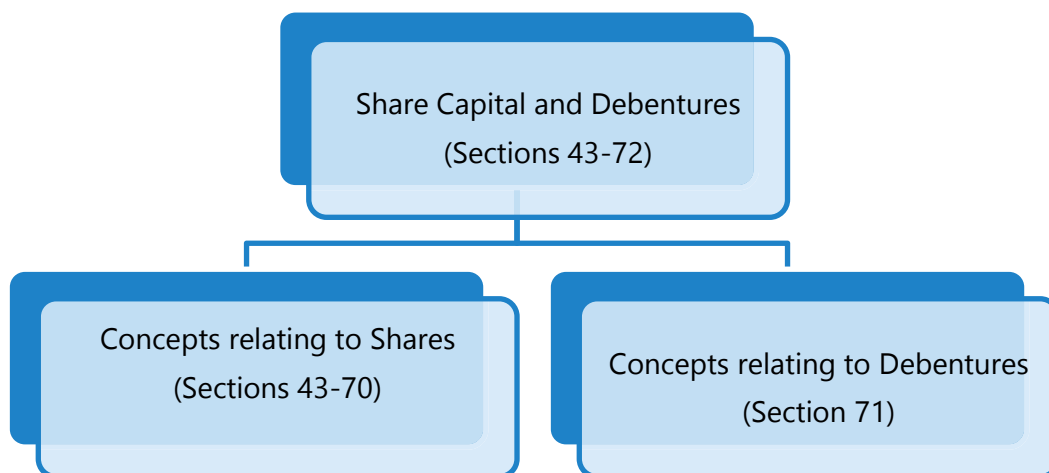 Share Capital and Debentures
(Sections 43-72)
Concepts relating to Shares
(Sections 43-70)
Concepts relating to Debentures
(Section 71)